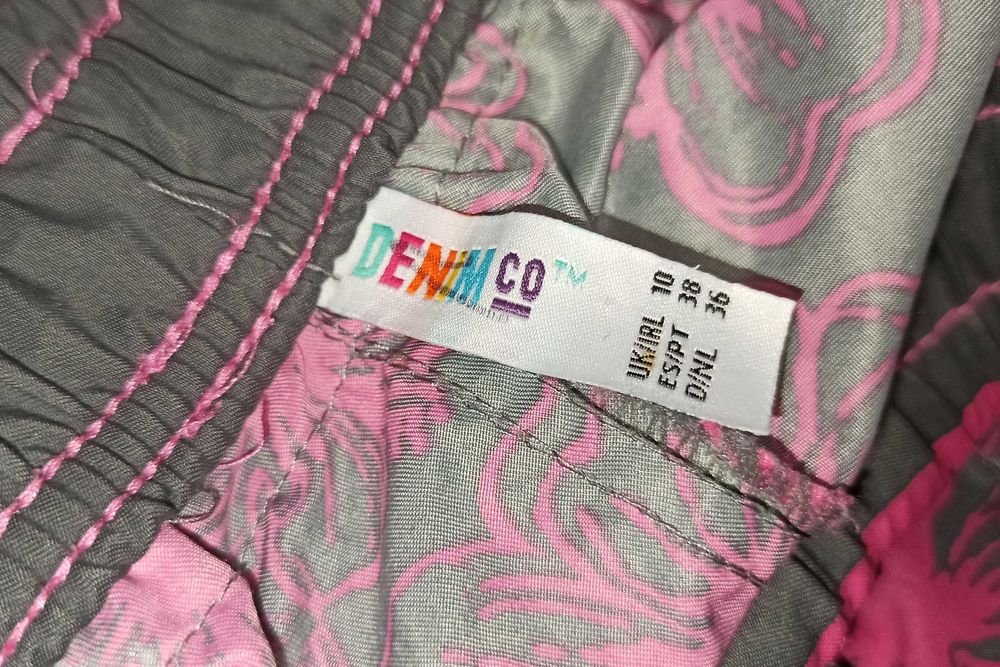 DENIM CO™
UK/IRL 10
ES/PT 38
D/NL 36